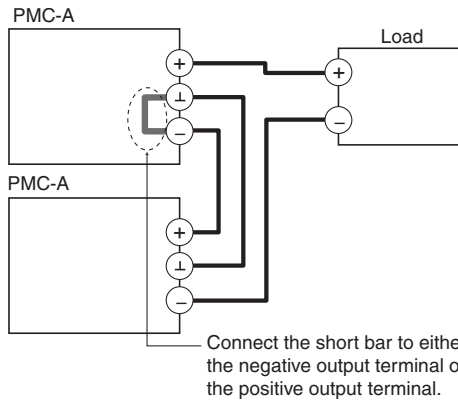 PMC-A
Load
+
⊥
−
+
−
PMC-A
+
⊥
−
Connect the short bar to eithe
the negative output terminal o
the positive output terminal.